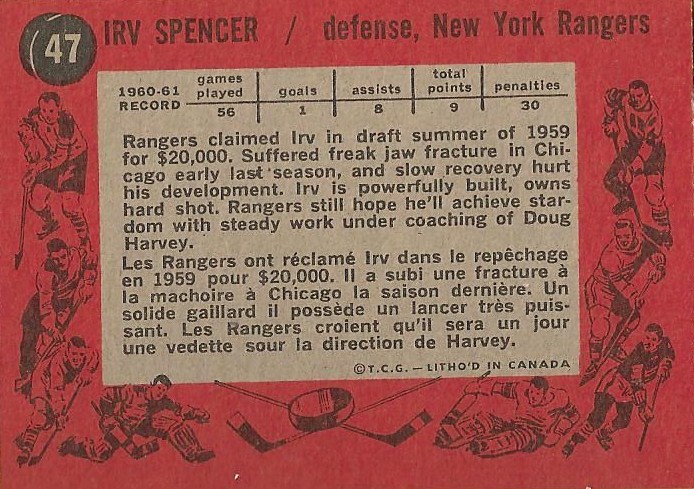 47 IRV SPENCER / defense, New York Rangers
1960-61 RECORD games played goals assists total points penalties
56 1 8 9 30
Rangers claimed Irv in draft summer of 1959
for $20,000. Suffered freak jaw fracture in Chi-
cago early last season, and slow recovery hurt
his development. Irv is powerfully built, owns
hard shot. Rangers still hope he'll achieve star-
dom with steady work under coaching of Doug
Harvey.
Les Rangers ont réclamé Irv dans le repêchage
en 1959 pour $20,000. Il a subi une fracture à
la machoire à Chicago la saison dernière. Un
solide gaillard il possède un lancer très puis-
sant. Les Rangers croient qu'il sera un jour
une vedette sour la direction de Harvey.
©T.C.G. — LITHO'D IN CANADA